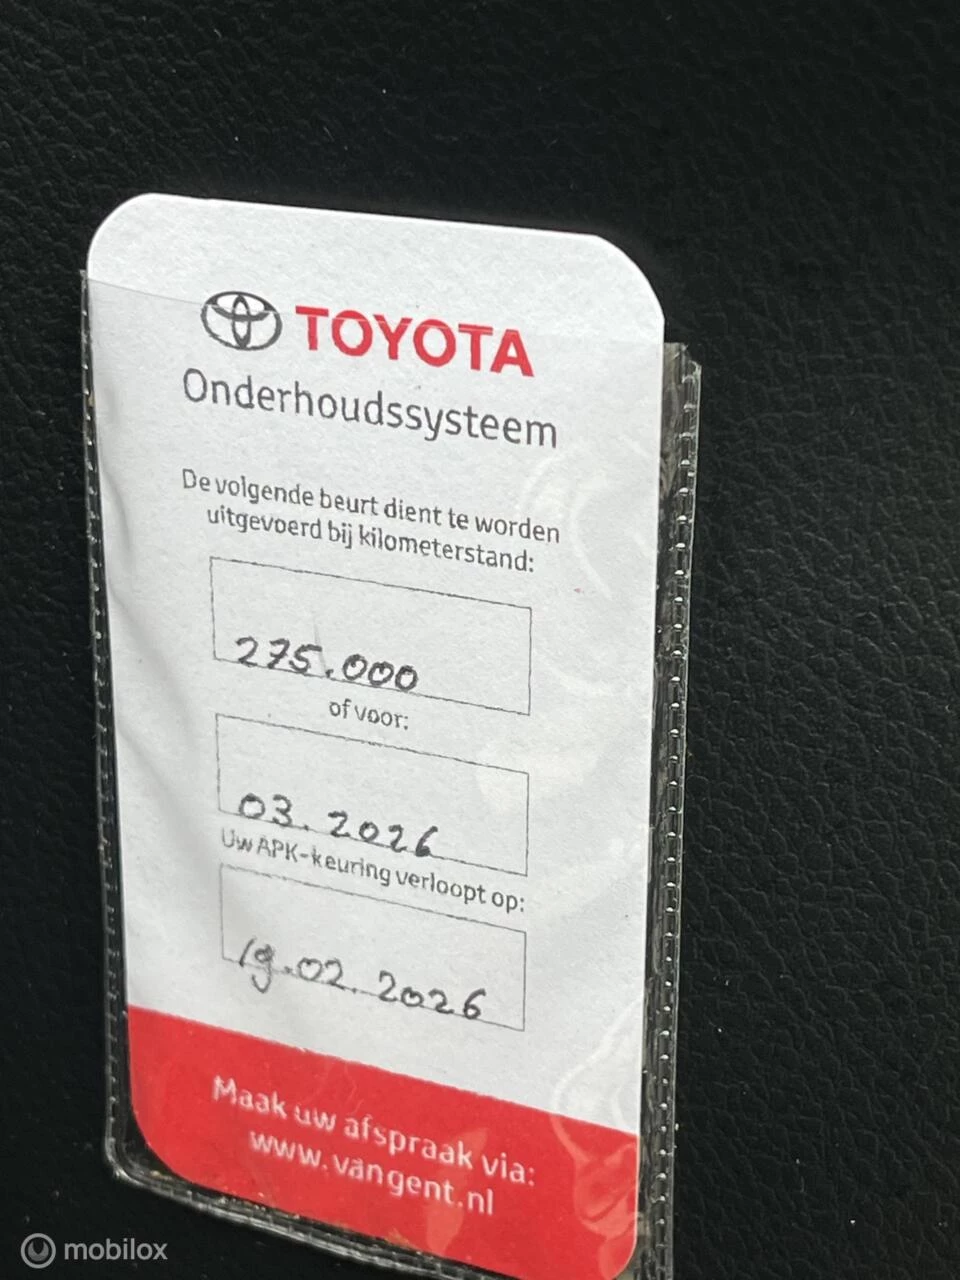 TOYOTA
Onderhoudssysteem
De volgende beurt dient te worden
uitgevoerd bij kilometerstand:
275.000
of voor:
03.2026
Uw APK-keuring verloopt op:
19.02.2026
Maak uw afspraak via:
www.vangent.nl
mobilox